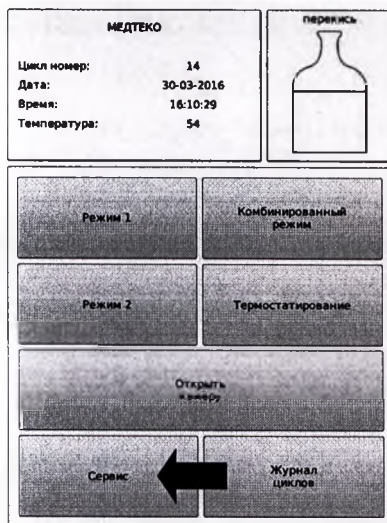 МЕДТЕКО
Цикл номер: 14
Дата: 30-03-2016
Время: 16:10:29
Температура: 54
перекись
Режим 1
Комбинированный
режим
Режим 2
Термостатирование
Открыть
камеру
Сервис
Журнал
циклов